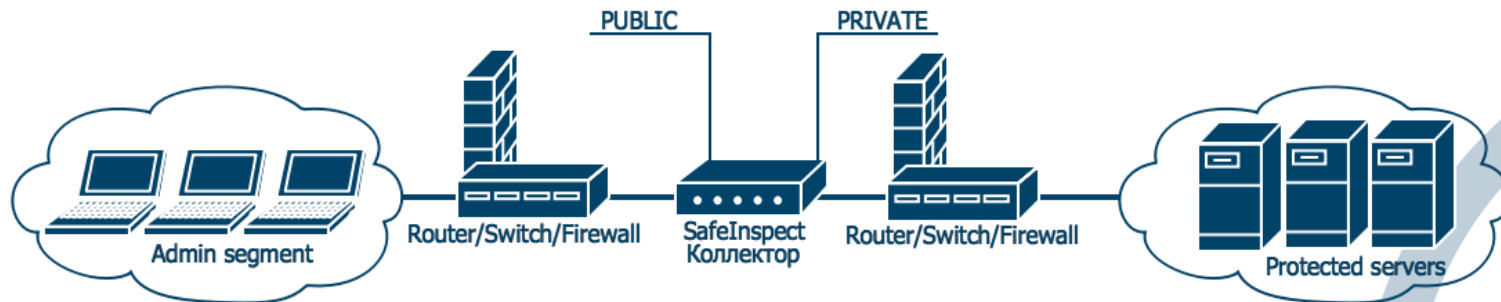 PUBLIC
PRIVATE
Admin segment
Router/Switch/Firewall
SafeInspect
Коллектор
Router/Switch/Firewall
Protected servers